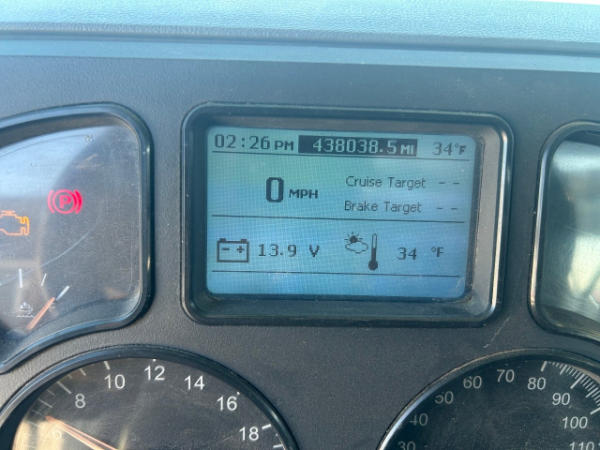 02:26 PM 438038.5 MI 34°F
0 MPH
Cruise Target --
Brake Target --
13.9 V 34 °F
P
8 10 12 14 16 18
30 40 50 60 70 80 90 100 110